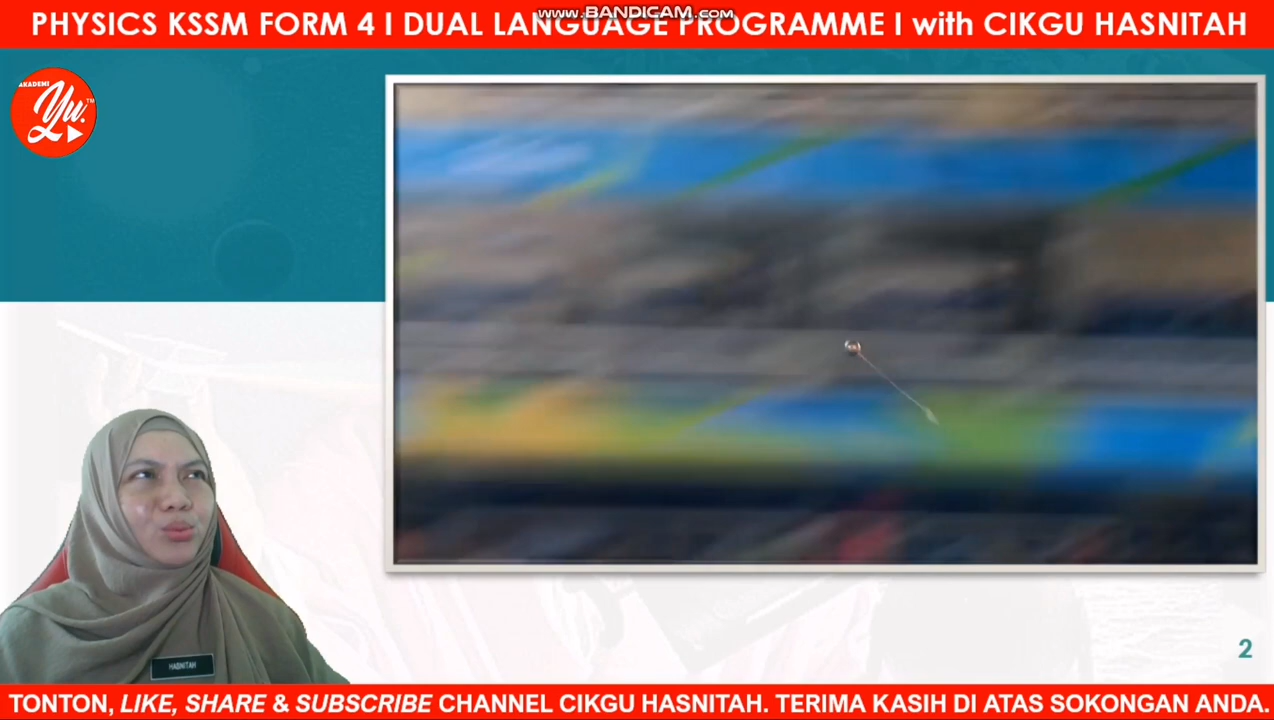 www.BANDICAM.com
PHYSICS KSSM FORM 4 I DUAL LANGUAGE PROGRAMME I with CIKGU HASNITAH
AKADEMI
Yu.
TM
HASNITAH
2
TONTON, LIKE, SHARE & SUBSCRIBE CHANNEL CIKGU HASNITAH. TERIMA KASIH DI ATAS SOKONGAN ANDA.